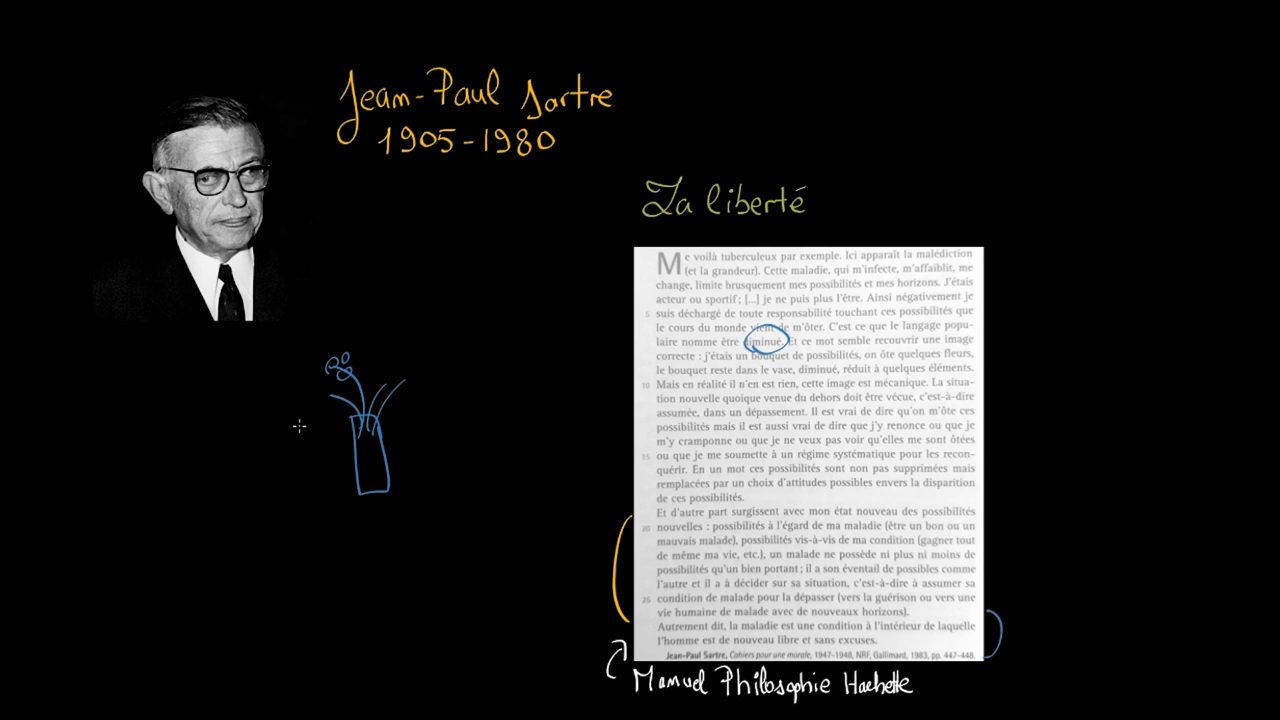 Jean-Paul Sartre
1905-1980
La liberté
Me voilà tuberculeux par exemple. Ici apparaît la malédiction
(et la grandeur). Cette maladie, qui m'infecte, m'affaiblit, me
change, limite brusquement mes possibilités et mes horizons. J'étais
acteur ou sportif ; [...] je ne puis plus l'être. Ainsi négativement je
5 suis déchargé de toute responsabilité touchant ces possibilités que
le cours du monde vient de m'ôter. C'est ce que le langage popu-
laire nomme être diminué. Et ce mot semble recouvrir une image
correcte : j'étais un bouquet de possibilités, on ôte quelques fleurs,
le bouquet reste dans le vase, diminué, réduit à quelques éléments.
10 Mais en réalité il n'en est rien, cette image est mécanique. La situa-
tion nouvelle quoique venue du dehors doit être vécue, c'est-à-dire
assumée, dans un dépassement. Il est vrai de dire qu'on m'ôte ces
possibilités mais il est aussi vrai de dire que j'y renonce ou que je
m'y cramponne ou que je ne veux pas voir qu'elles me sont ôtées
15 ou que je me soumette à un régime systématique pour les recon-
quérir. En un mot ces possibilités sont non pas supprimées mais
remplacées par un choix d'attitudes possibles envers la disparition
de ces possibilités.
Et d'autre part surgissent avec mon état nouveau des possibilités
20 nouvelles : possibilités à l'égard de ma maladie (être un bon ou un
mauvais malade), possibilités vis-à-vis de ma condition (gagner tout
de même ma vie, etc.), un malade ne possède ni plus ni moins de
possibilités qu'un bien portant ; il a son éventail de possibles comme
l'autre et il a à décider sur sa situation, c'est-à-dire à assumer sa
25 condition de malade pour la dépasser (vers la guérison ou vers une
vie humaine de malade avec de nouveaux horizons).
Autrement dit, la maladie est une condition à l'intérieur de laquelle
l'homme est de nouveau libre et sans excuses.
Jean-Paul Sartre, Cahiers pour une morale, 1947-1948, NRF, Gallimard, 1983, pp. 447-448.
Manuel Philosophie Hachette